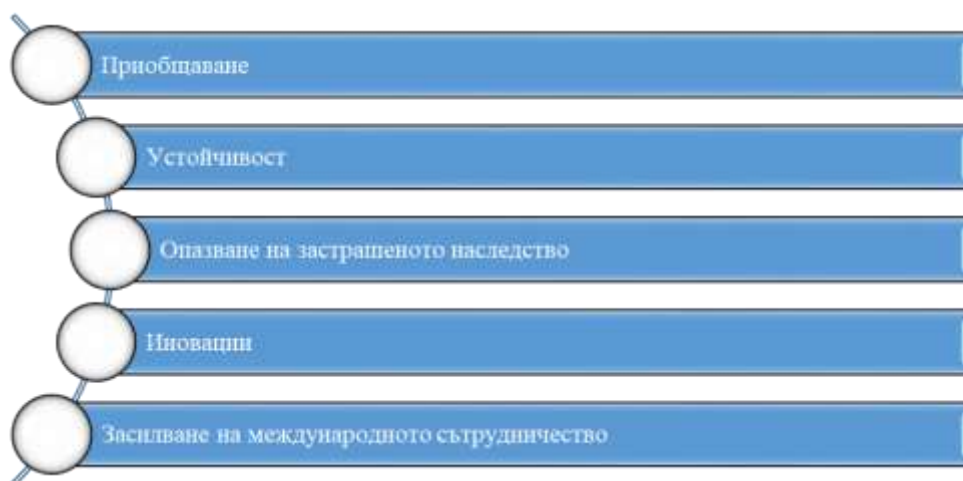 Приобщаване
Устойчивост
Опазване на застрашеното наследство
Иновации
Засилване на международното сътрудничество